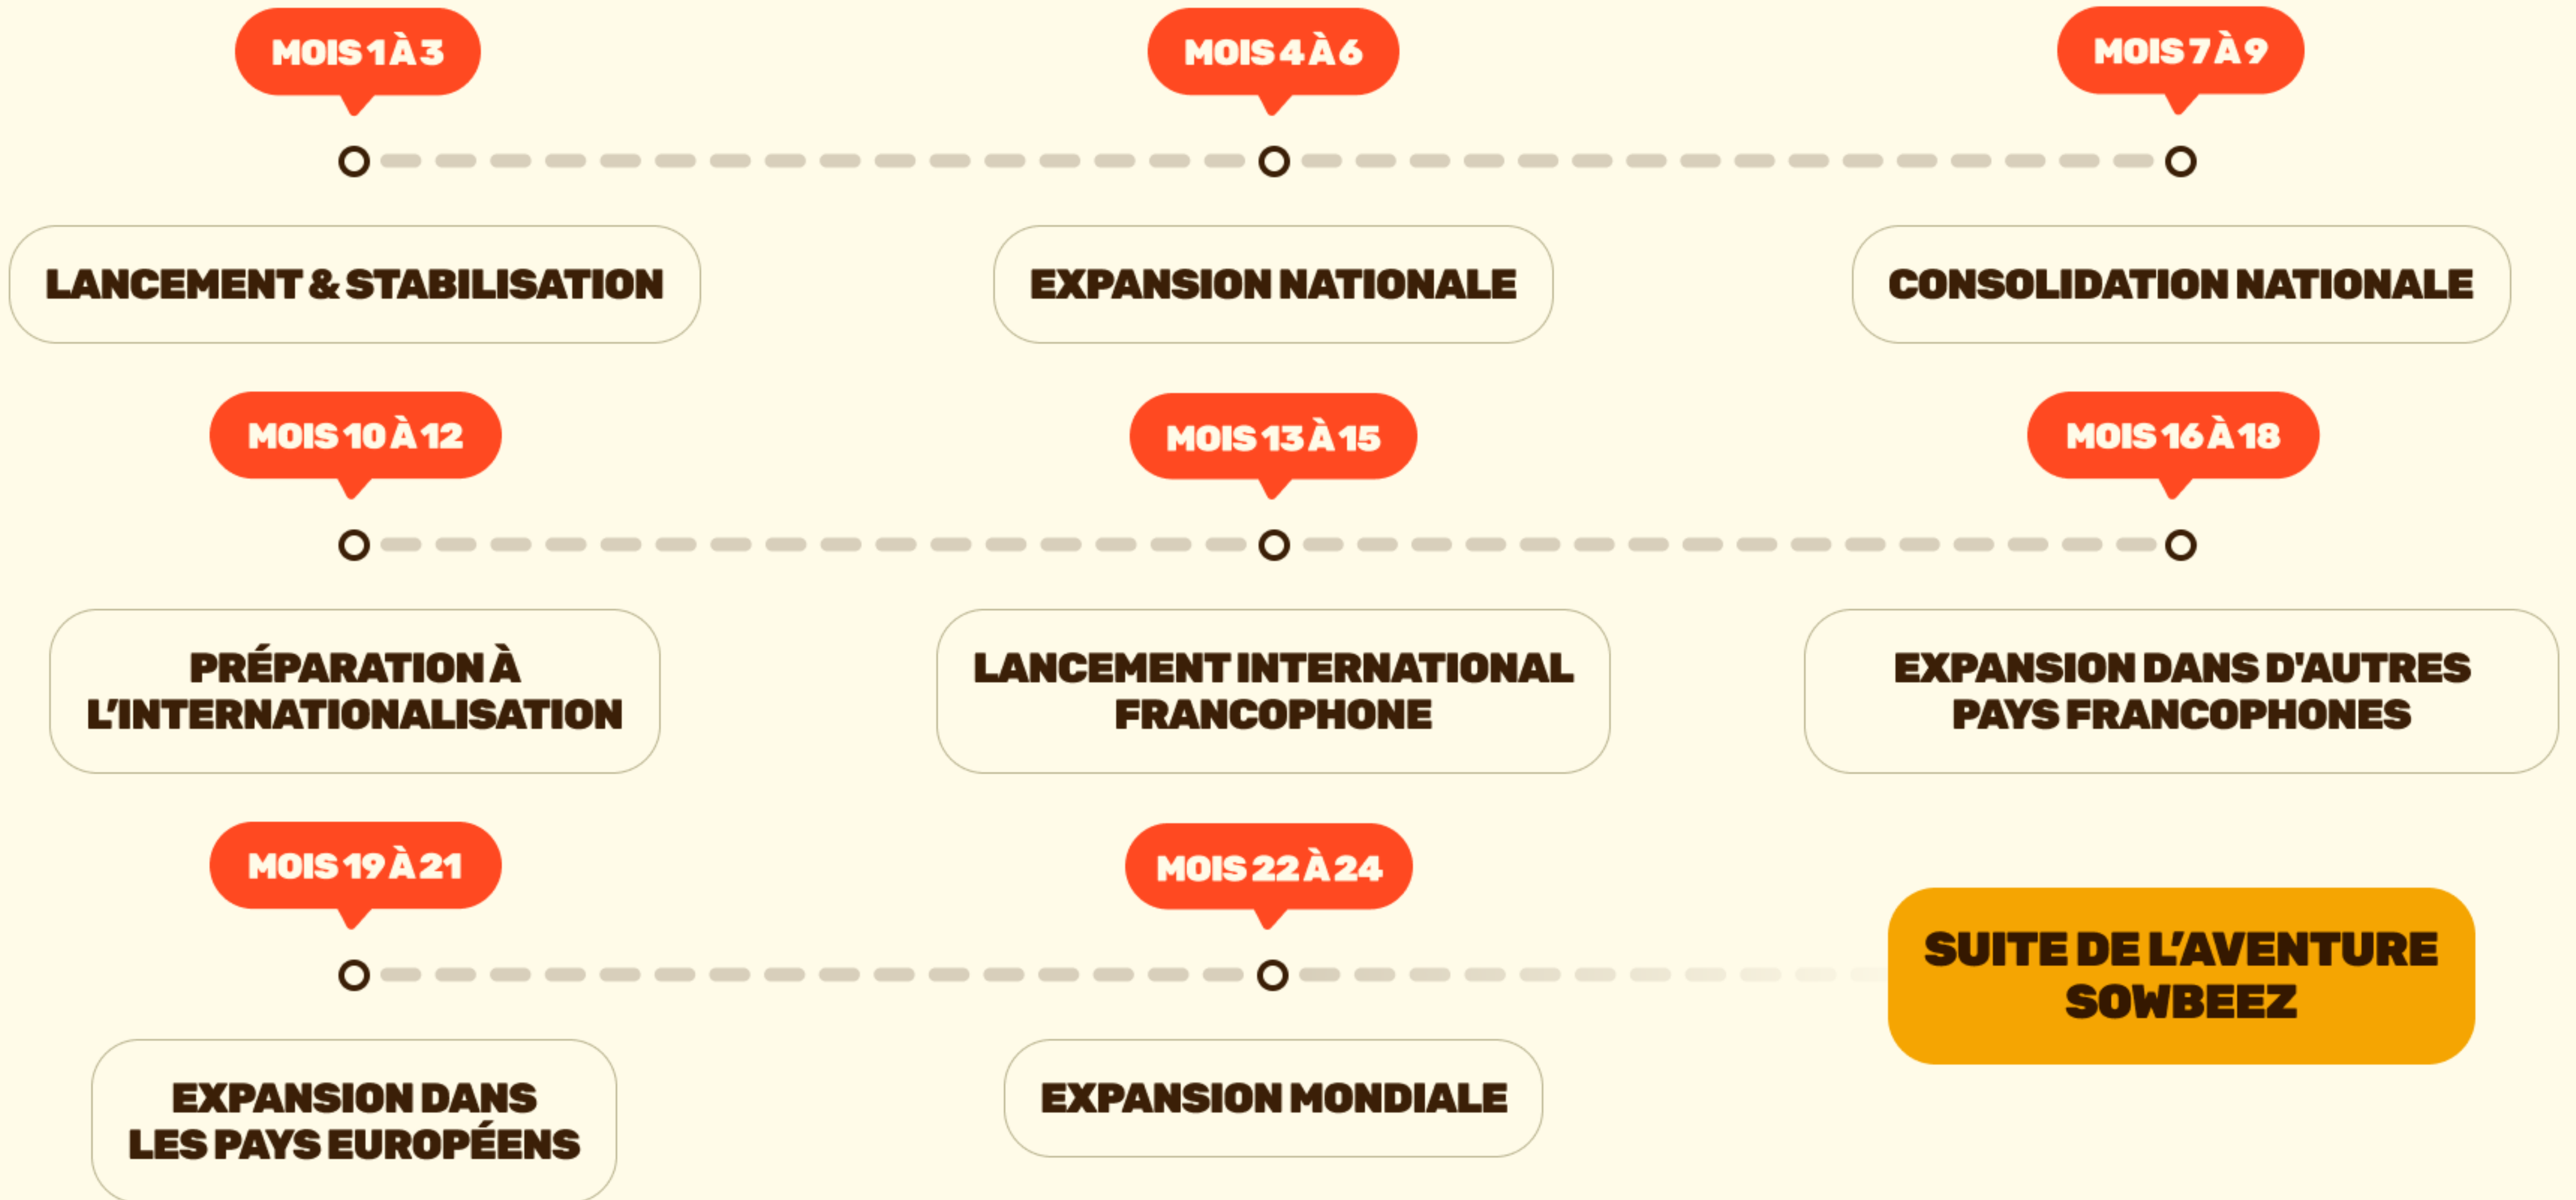 MOIS 1 À 3
MOIS 4 À 6
MOIS 7 À 9
LANCEMENT & STABILISATION
EXPANSION NATIONALE
CONSOLIDATION NATIONALE
MOIS 10 À 12
MOIS 13 À 15
MOIS 16 À 18
PRÉPARATION À
L’INTERNATIONALISATION
LANCEMENT INTERNATIONAL
FRANCOPHONE
EXPANSION DANS D'AUTRES
PAYS FRANCOPHONES
MOIS 19 À 21
MOIS 22 À 24
SUITE DE L’AVENTURE
SOWBEEZ
EXPANSION DANS
LES PAYS EUROPÉENS
EXPANSION MONDIALE